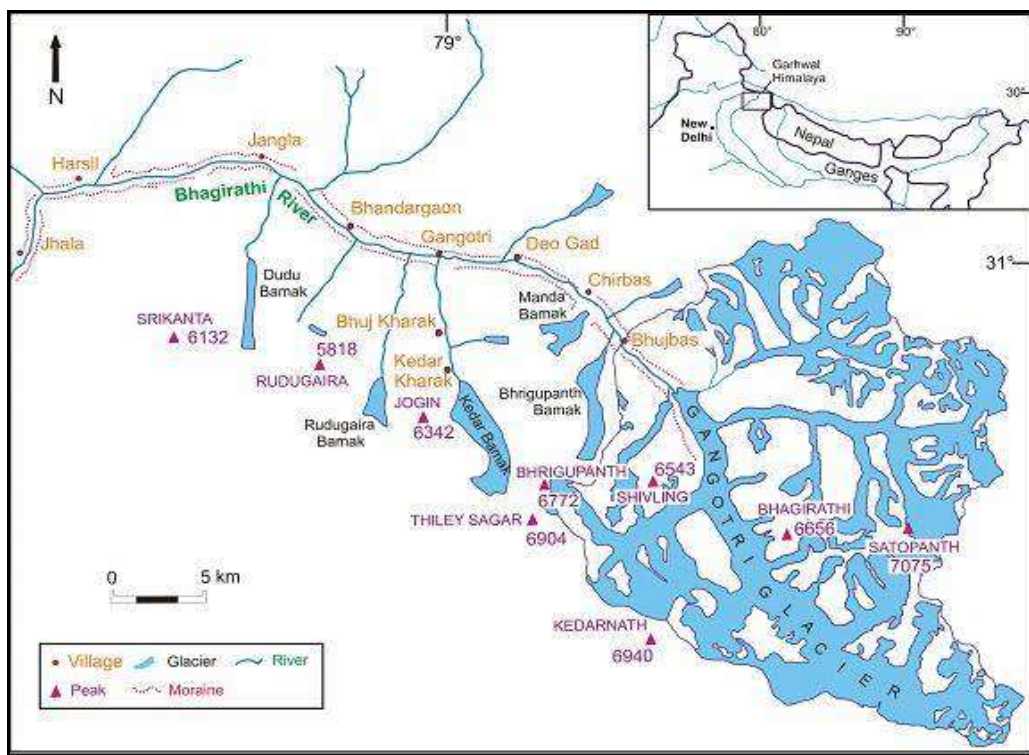 79°
N
80°
90°
Garhwal
Himalaya
30°
New
Delhi
Nepal
Ganges
Harsil
Jangla
Bhagirathi
River
Bhandargaon
Jhala
Gangotri
Deo Gad
31°
Dudu
Bamak
Chirbas
Manda
Bamak
SRIKANTA
6132
5818
RUDUGAIRA
Bhuj Kharak
Bhujbas
Kedar
Kharak
JOGIN
6342
Rudugaira
Bamak
Kedar Bamak
Bhrigupanth
Bamak
GANGOTRI GLACIER
BHRIGUPANTH
6772
6543
SHIVLING
THILEY SAGAR
6904
BHAGIRATHI
6656
SATOPANTH
7075
0 5 km
KEDARNATH
6940
Village Glacier River
Peak Moraine